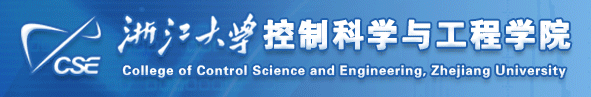 CSE
浙江大学控制科学与工程学院
College of Control Science and Engineering, Zhejiang University